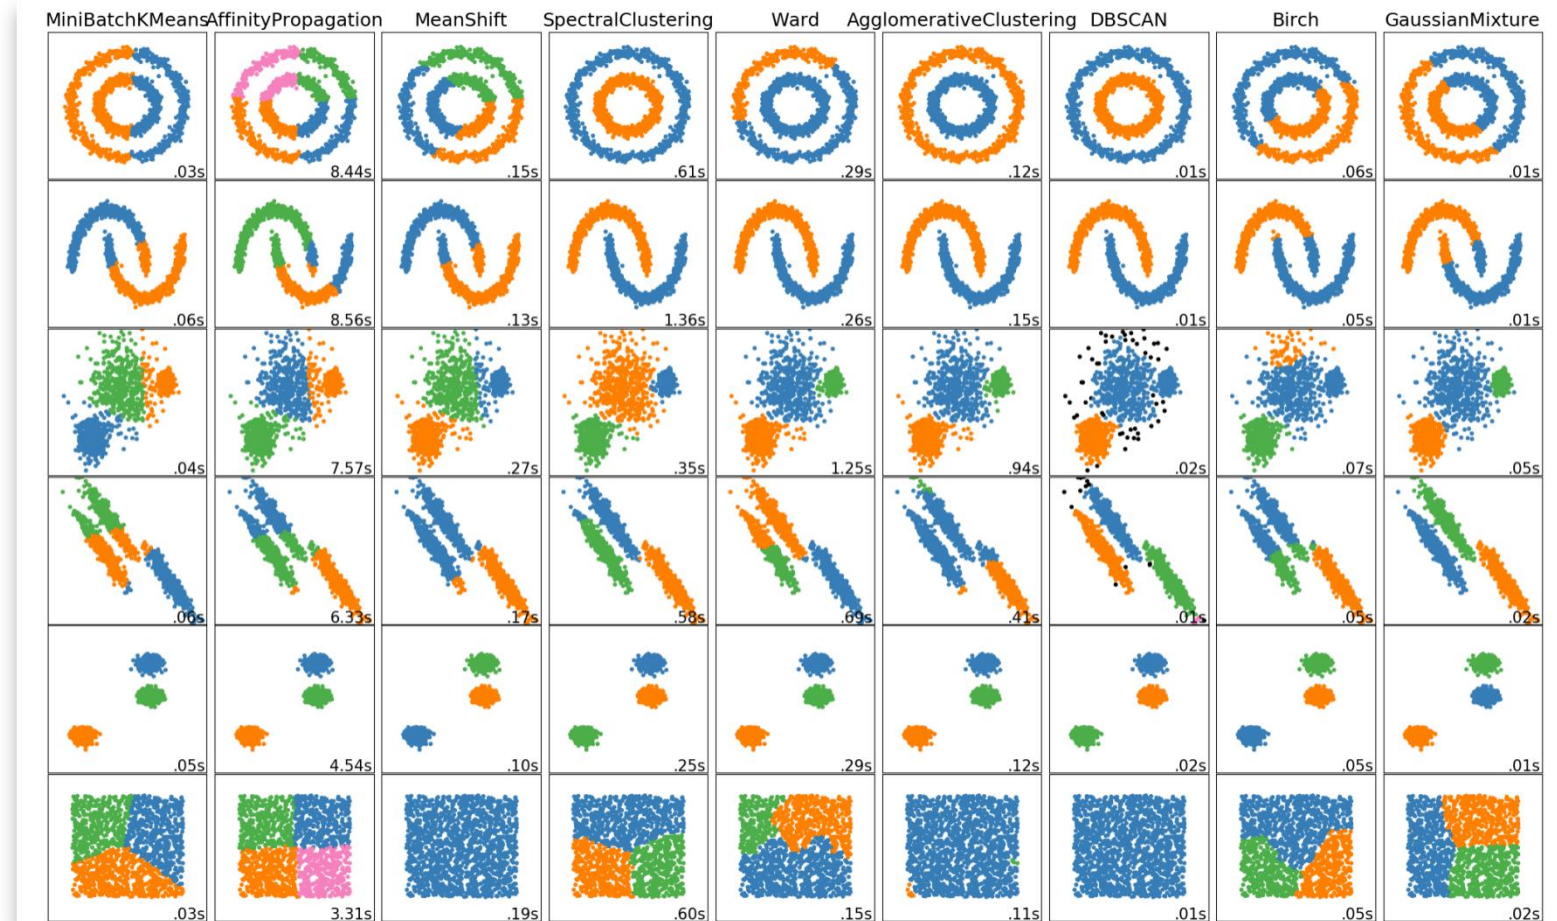 MiniBatchKMeans AffinityPropagation MeanShift SpectralClustering Ward AgglomerativeClustering DBSCAN Birch GaussianMixture
.03s 8.44s .15s .61s .29s .12s .01s .06s .01s
.06s 8.56s .13s 1.36s .26s .15s .01s .05s .01s
.04s 7.57s .27s .35s 1.25s .94s .02s .07s .05s
.06s 6.33s .17s .58s .69s .41s .01s .05s .02s
.05s 4.54s .10s .25s .29s .12s .02s .05s .01s
.03s 3.31s .19s .60s .15s .11s .01s .05s .02s